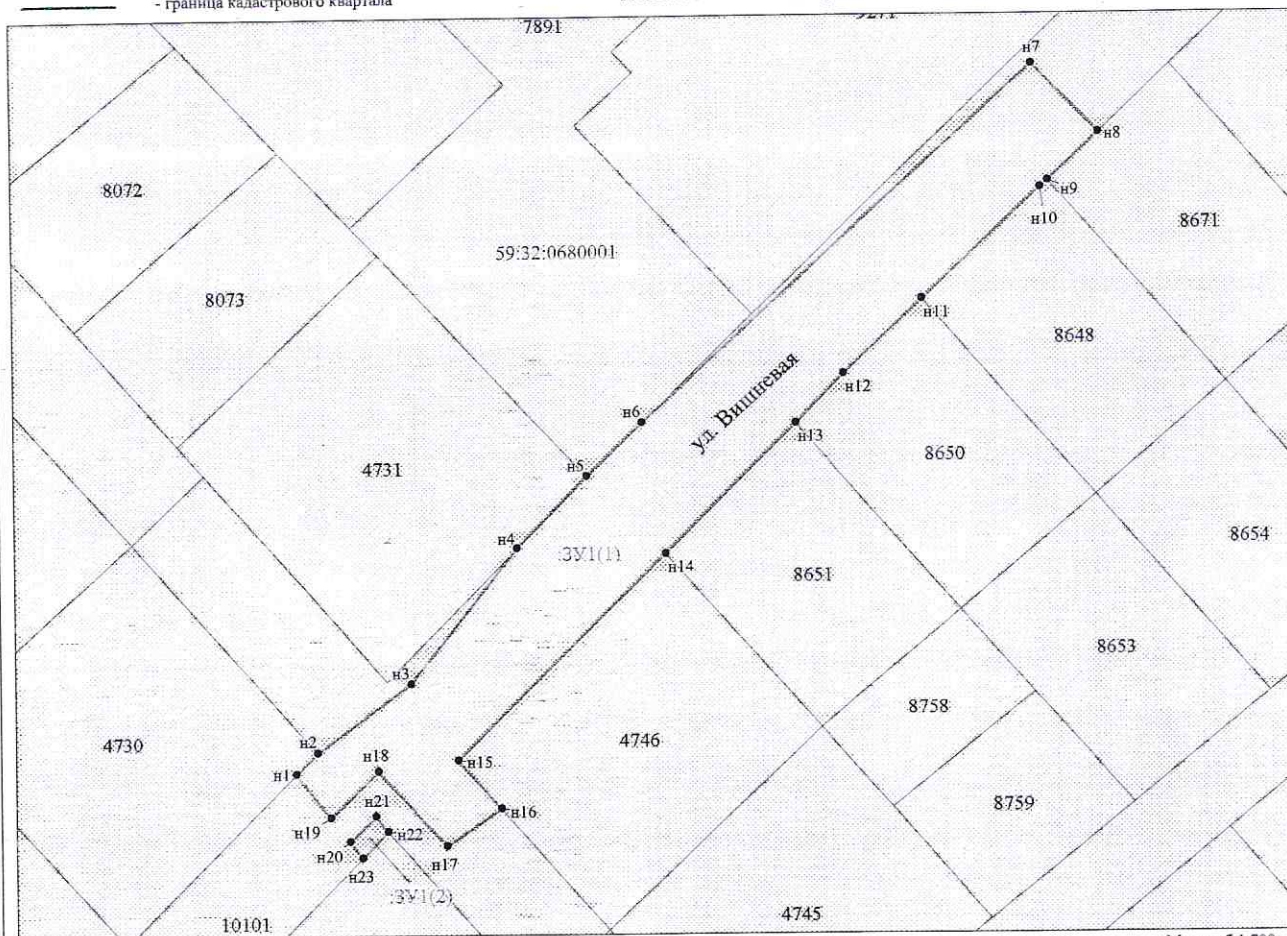 - граница кадастрового квартала
7891
н7
н8
8072
н9
н10
8671
59:32:0680001
8073
н11
8648
н12
ул. Вишневая
н6
н13
8650
4731
н5
8654
н4
:ЗУ1(1)
н14
8651
8653
н3
8758
4730
н2
4746
н15
н18
н1
8759
н21
н16
н19
н22
н20
н17
н23
:ЗУ1(2)
10101
4745